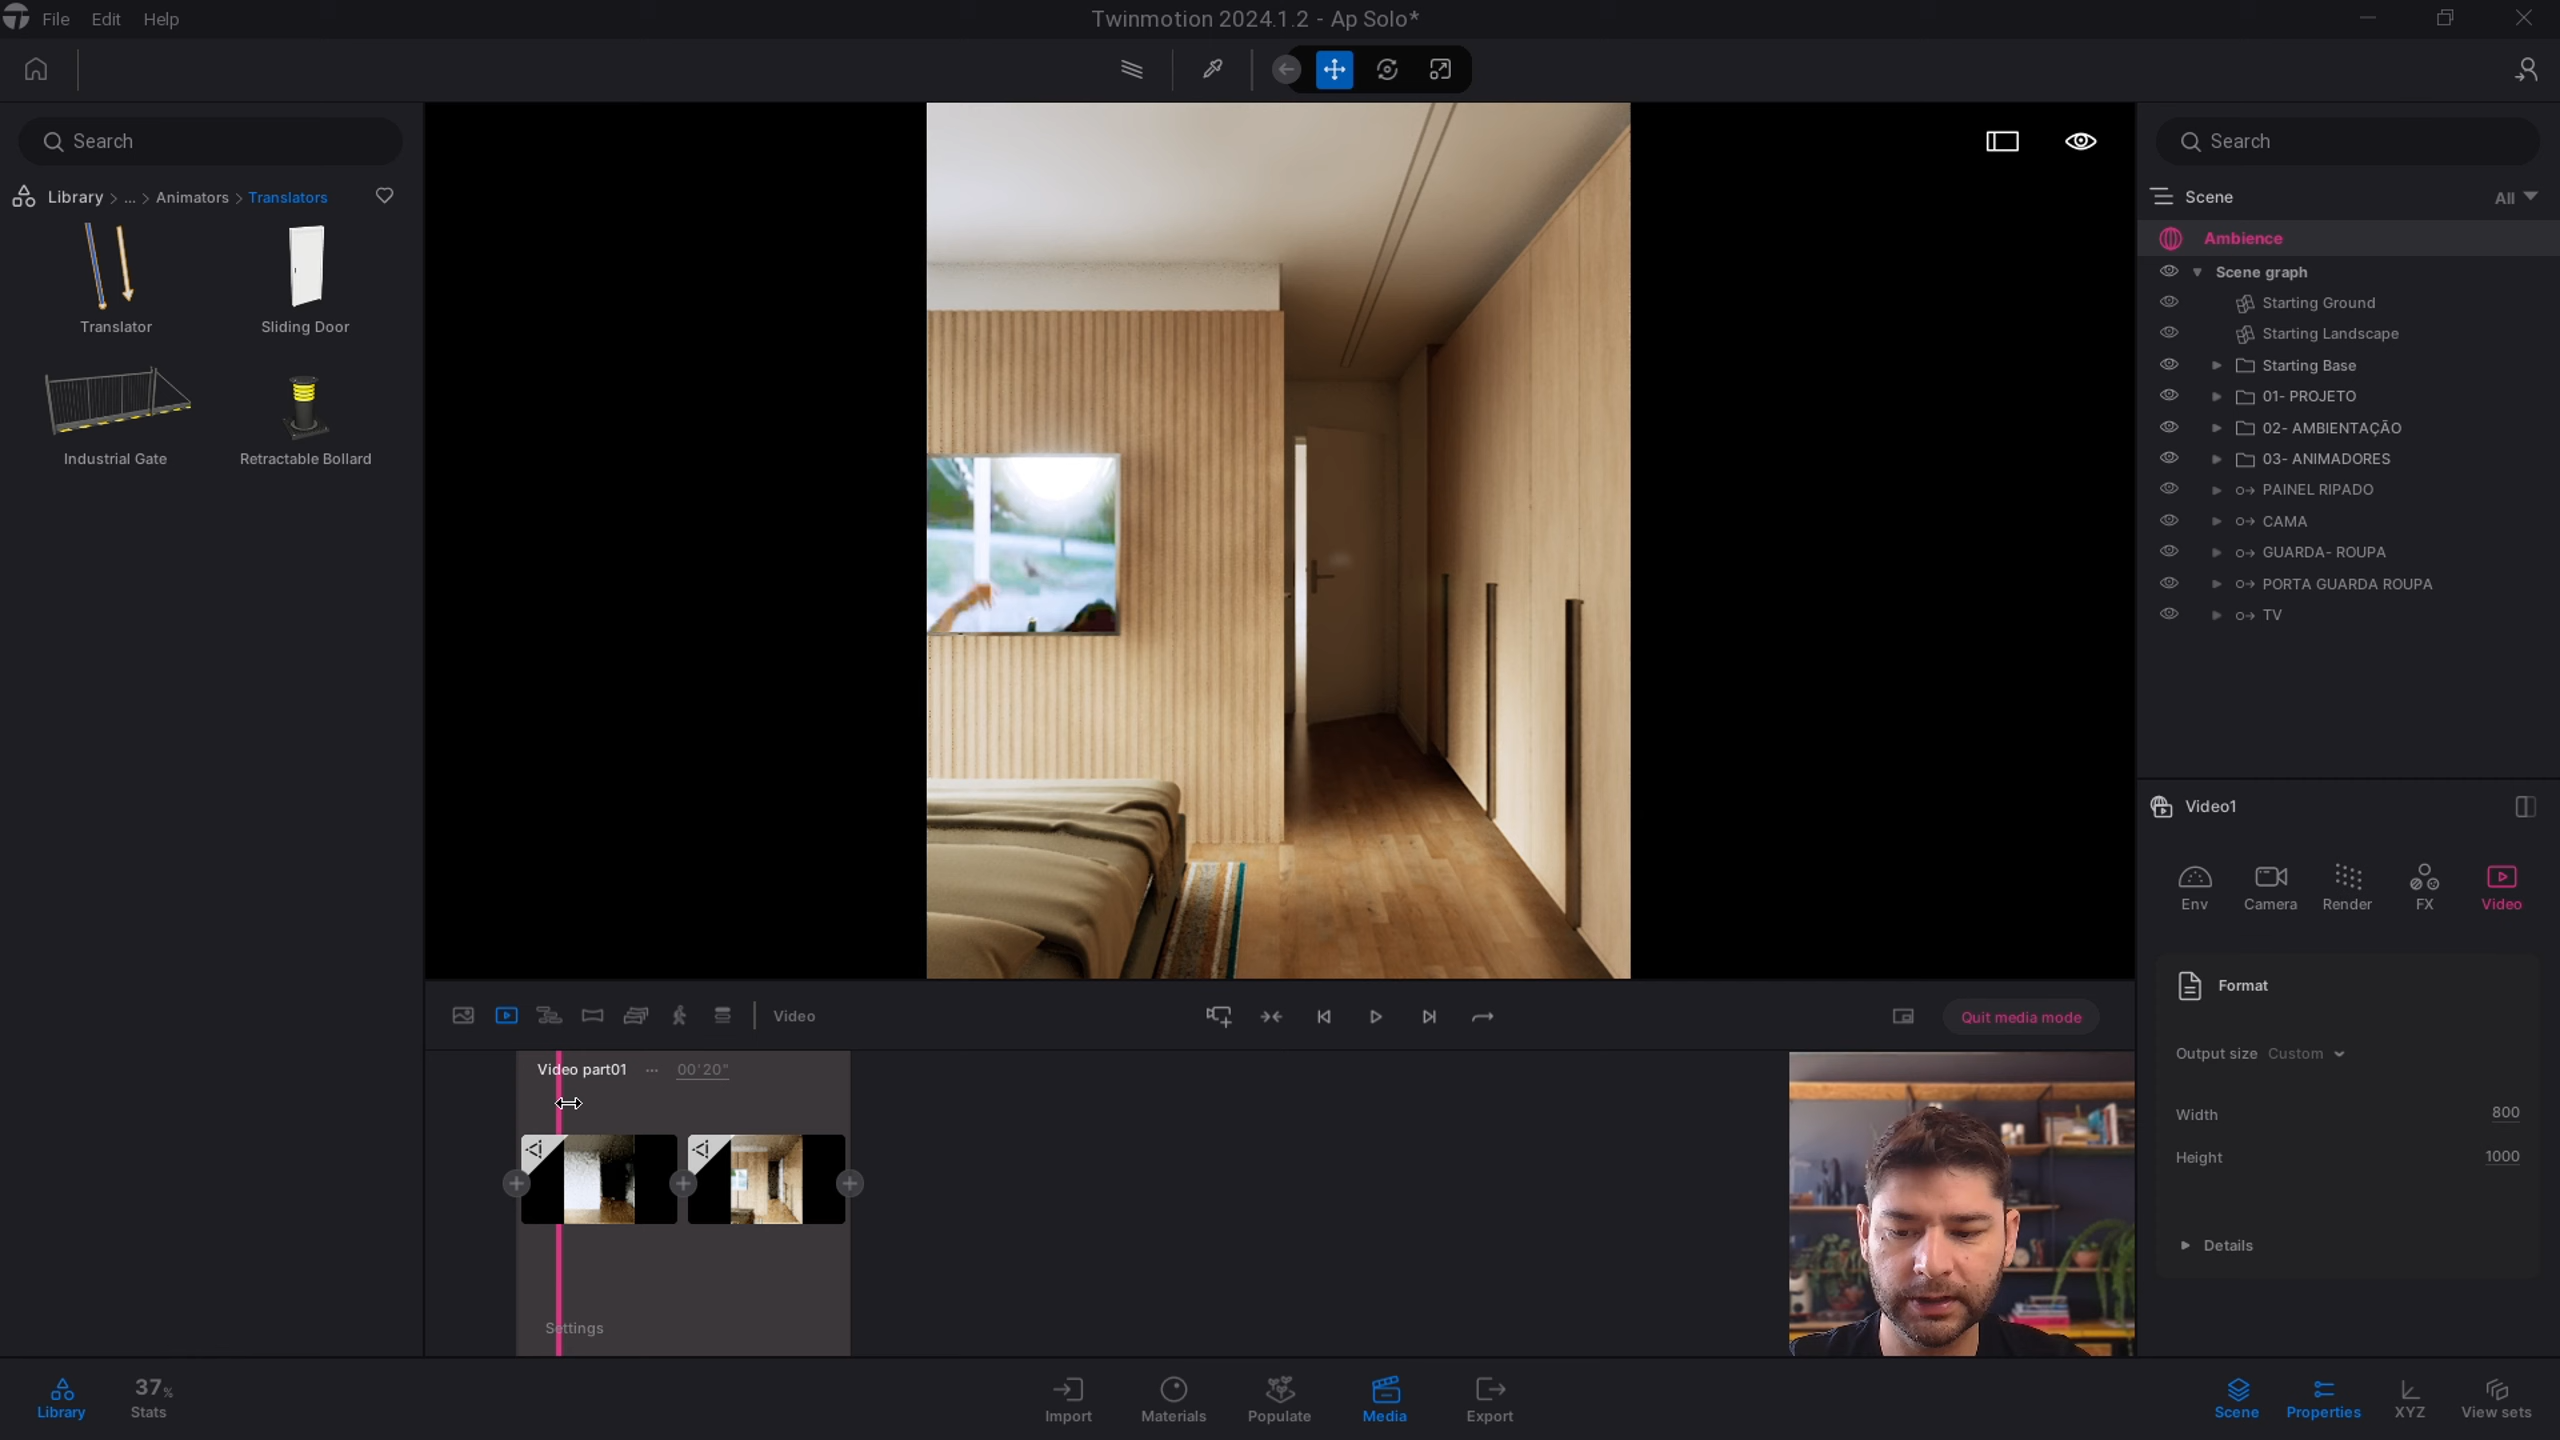 File Edit Help
Twinmotion 2024.1.2 - Ap Solo*
Search
Library > ... > Animators > Translators
Translator
Sliding Door
Industrial Gate
Retractable Bollard
Search
Scene
All
Ambience
Scene graph
Starting Ground
Starting Landscape
Starting Base
01- PROJETO
02- AMBIENTAÇÃO
03- ANIMADORES
PAINEL RIPADO
CAMA
GUARDA- ROUPA
PORTA GUARDA ROUPA
TV
Video1
Env
Camera
Render
FX
Video
Format
Output size Custom
Width 800
Height 1000
Details
Video
Quit media mode
Video part01 ... 00'20"
Settings
Library
37%
Stats
Import
Materials
Populate
Media
Export
Scene
Properties
XYZ
View sets